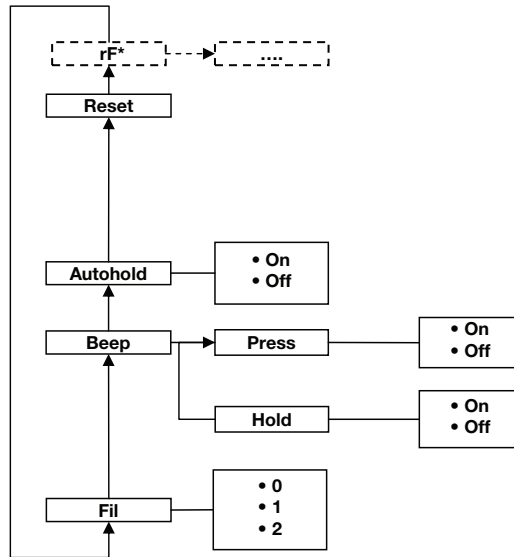 rF*
....
Reset
Autohold
• On
• Off
Beep
Press
• On
• Off
Hold
• On
• Off
Fil
• 0
• 1
• 2